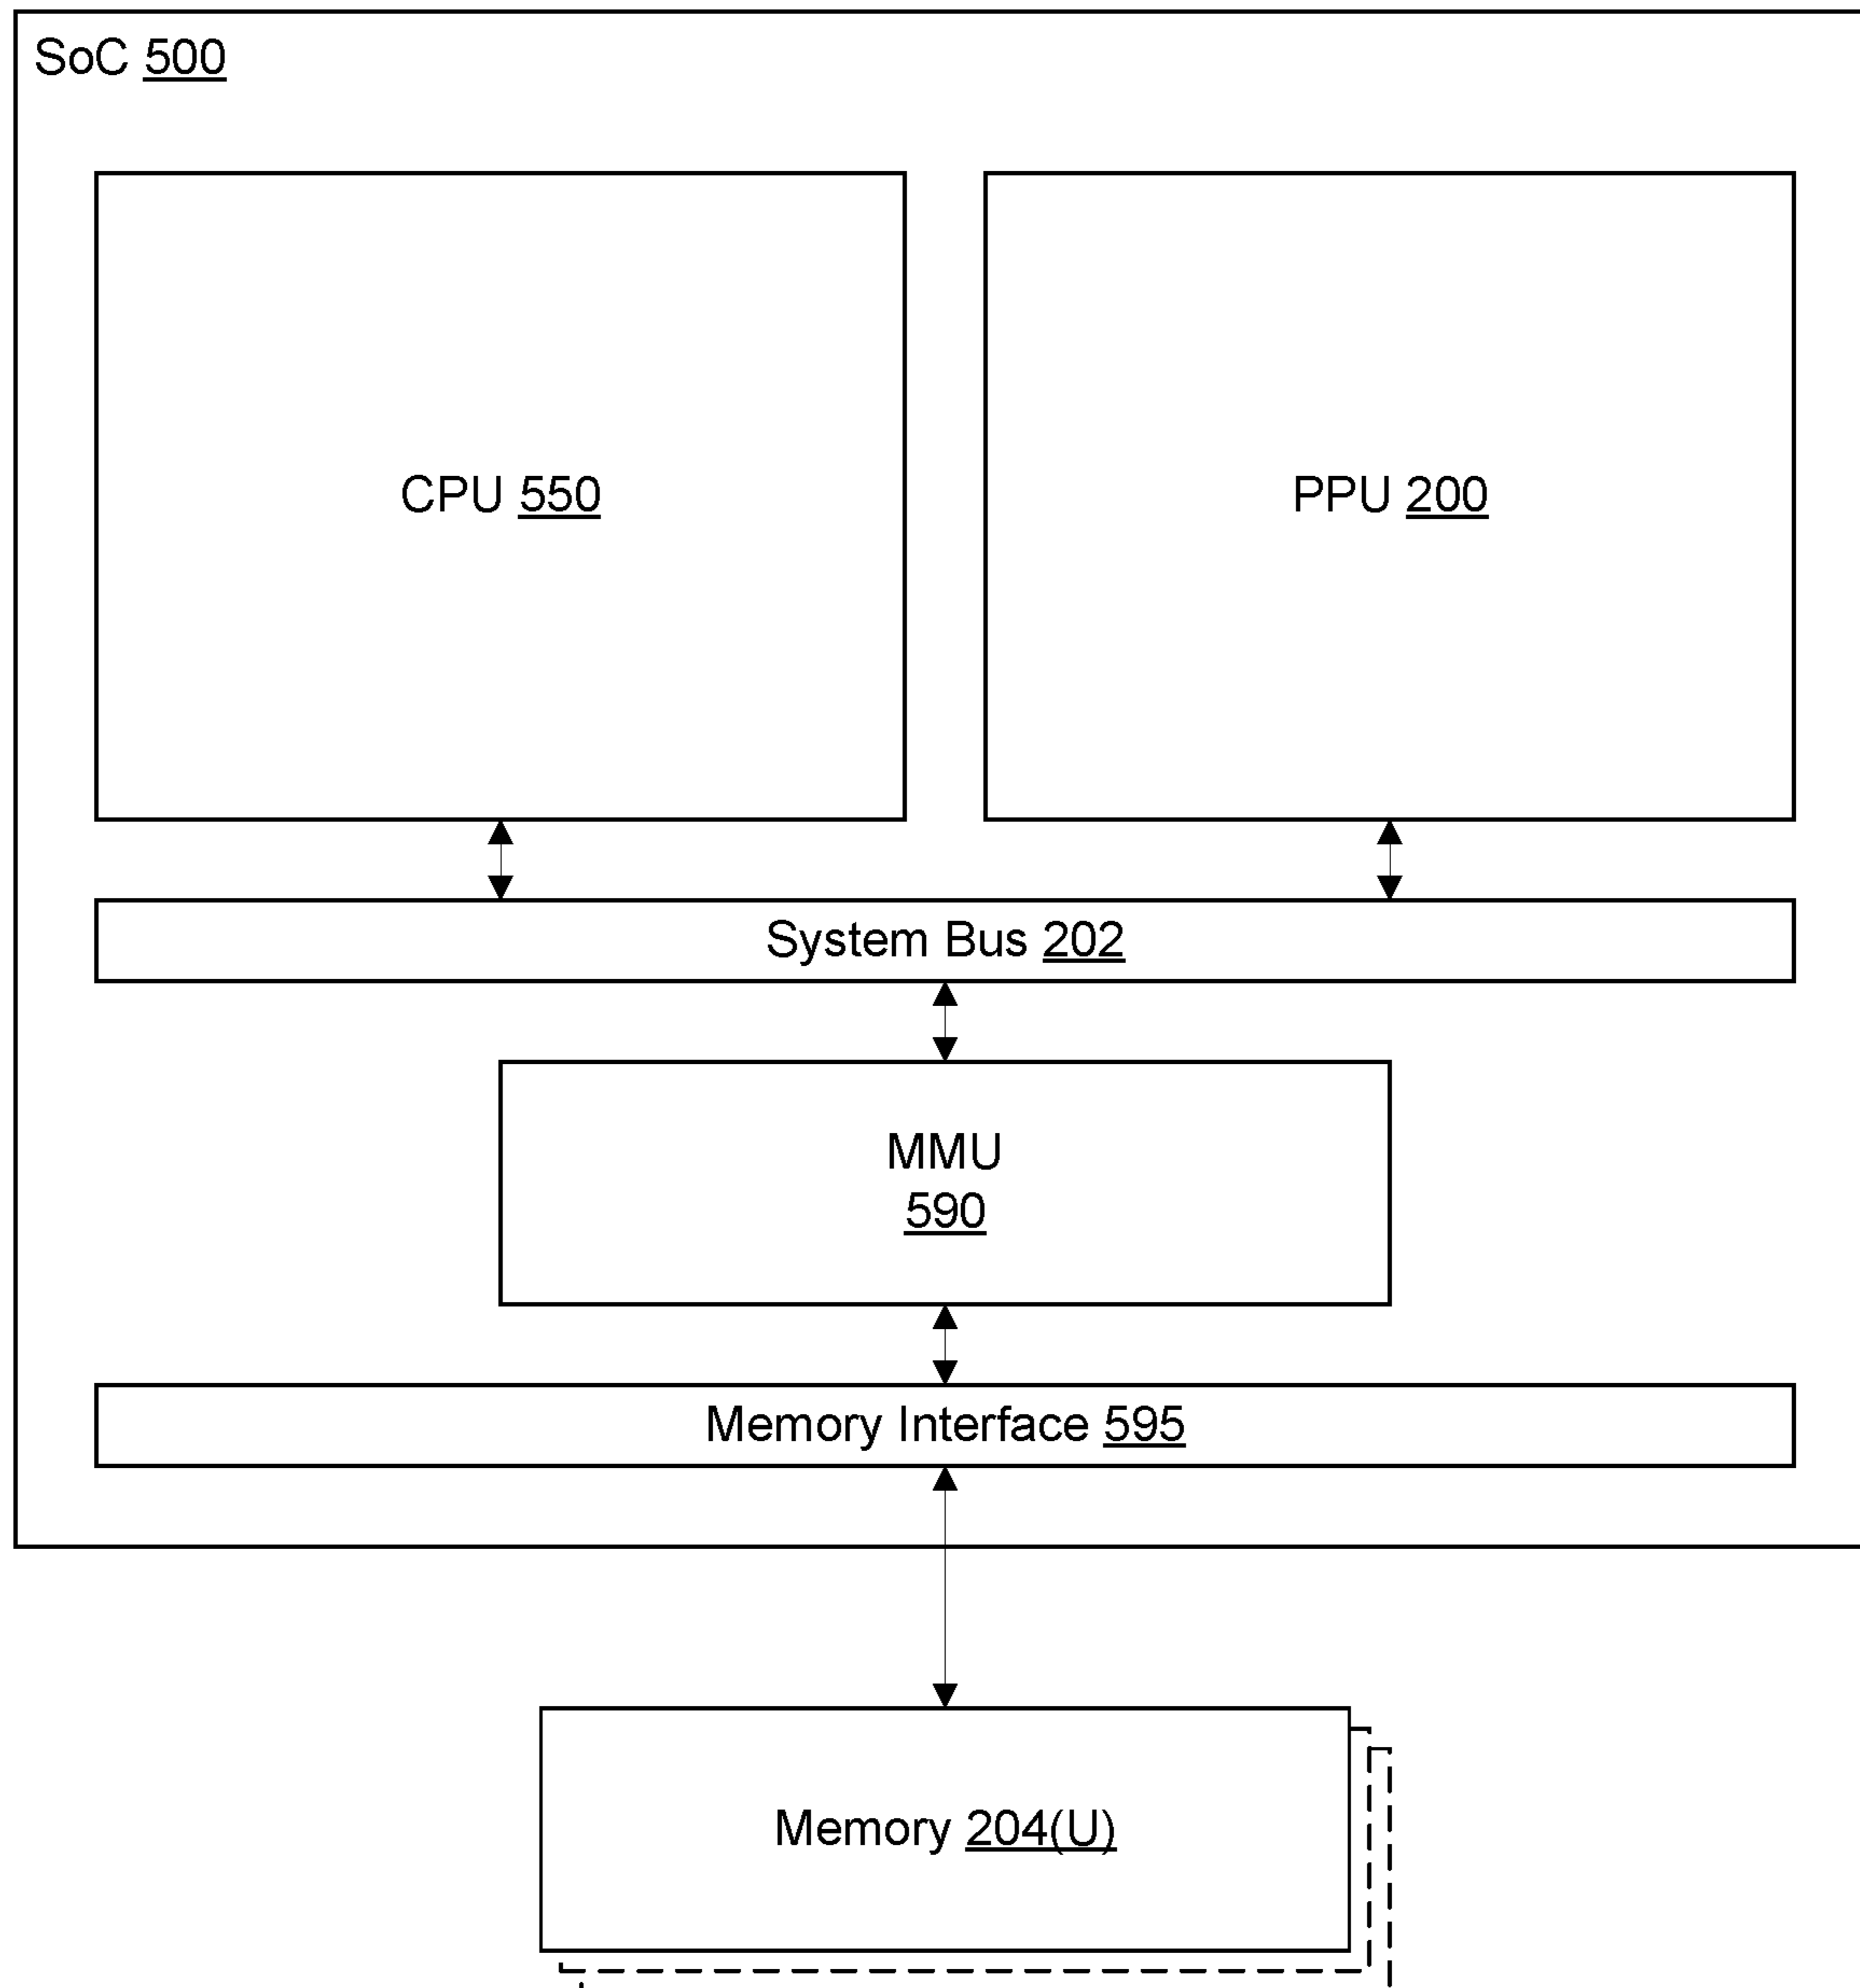 SoC 500
CPU 550
PPU 200
System Bus 202
MMU
590
Memory Interface 595
Memory 204(U)